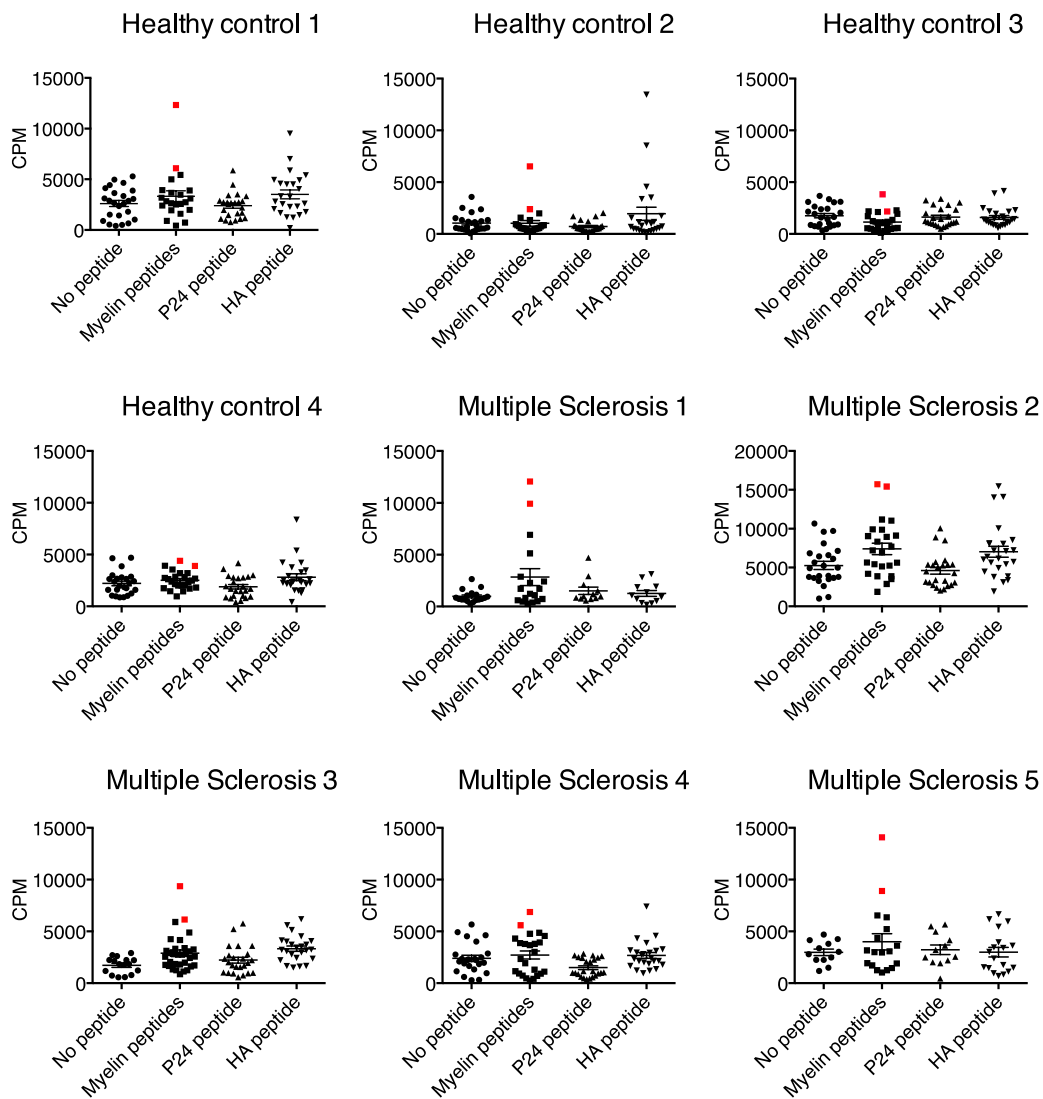 Healthy control 1
Healthy control 2
Healthy control 3
15000
10000
5000
0
CPM
No peptide
Myelin peptides
P24 peptide
HA peptide
15000
10000
5000
0
CPM
No peptide
Myelin peptides
P24 peptide
HA peptide
15000
10000
5000
0
CPM
No peptide
Myelin peptides
P24 peptide
HA peptide
Healthy control 4
Multiple Sclerosis 1
Multiple Sclerosis 2
15000
10000
5000
0
CPM
No peptide
Myelin peptides
P24 peptide
HA peptide
15000
10000
5000
0
CPM
No peptide
Myelin peptides
P24 peptide
HA peptide
20000
15000
10000
5000
0
CPM
No peptide
Myelin peptides
P24 peptide
HA peptide
Multiple Sclerosis 3
Multiple Sclerosis 4
Multiple Sclerosis 5
15000
10000
5000
0
CPM
No peptide
Myelin peptides
P24 peptide
HA peptide
15000
10000
5000
0
CPM
No peptide
Myelin peptides
P24 peptide
HA peptide
15000
10000
5000
0
CPM
No peptide
Myelin peptides
P24 peptide
HA peptide